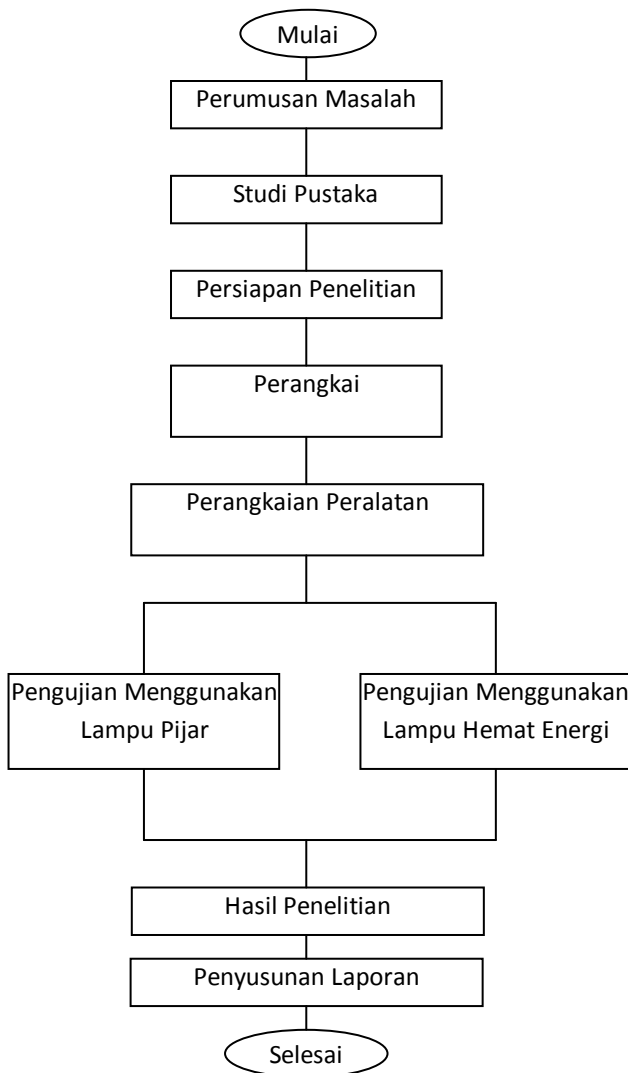 Mulai
Perumusan Masalah
Studi Pustaka
Persiapan Penelitian
Perangkai
Perangkaian Peralatan
Pengujian Menggunakan
Lampu Pijar
Pengujian Menggunakan
Lampu Hemat Energi
Hasil Penelitian
Penyusunan Laporan
Selesai